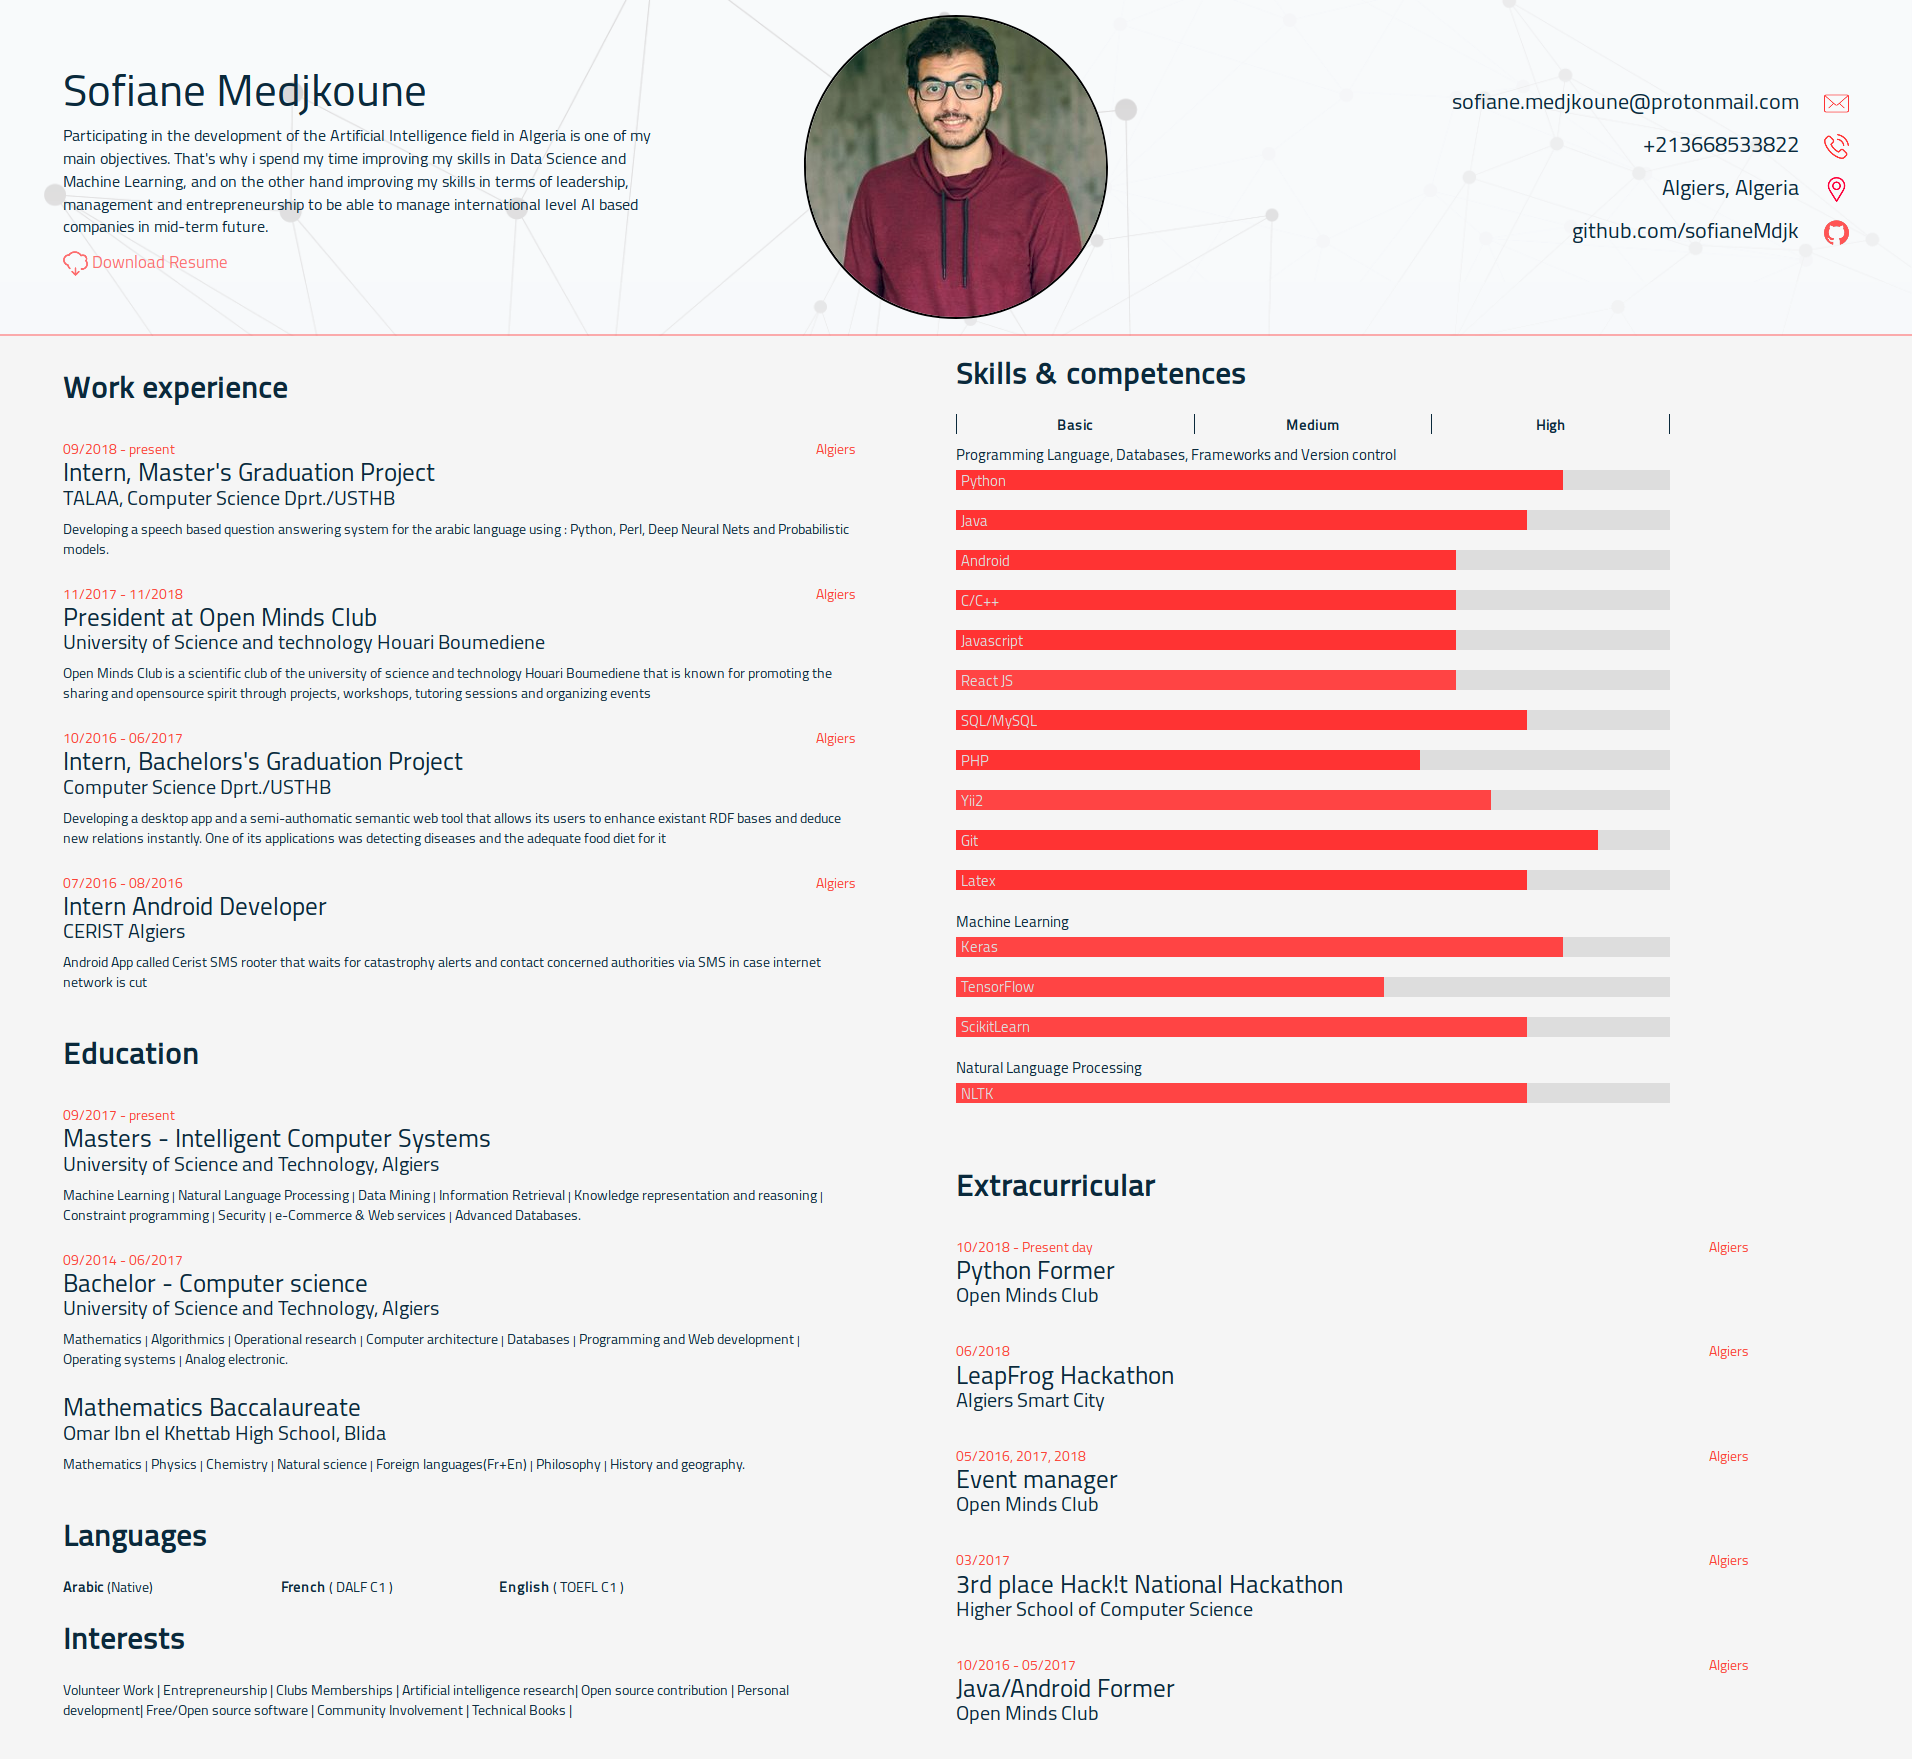 Sofiane Medjkoune
Participating in the development of the Artificial Intelligence field in Algeria is one of my
main objectives. That's why i spend my time improving my skills in Data Science and
Machine Learning, and on the other hand improving my skills in terms of leadership,
management and entrepreneurship to be able to manage international level AI based
companies in mid-term future.
Download Resume
sofiane.medjkoune@protonmail.com
+213668533822
Algiers, Algeria
github.com/sofianeMdjk
Work experience
09/2018 - present Algiers
Intern, Master's Graduation Project
TALAA, Computer Science Dprt./USTHB
Developing a speech based question answering system for the arabic language using : Python, Perl, Deep Neural Nets and Probabilistic
models.
11/2017 - 11/2018 Algiers
President at Open Minds Club
University of Science and technology Houari Boumediene
Open Minds Club is a scientific club of the university of science and technology Houari Boumediene that is known for promoting the
sharing and opensource spirit through projects, workshops, tutoring sessions and organizing events
10/2016 - 06/2017 Algiers
Intern, Bachelors's Graduation Project
Computer Science Dprt./USTHB
Developing a desktop app and a semi-authomatic semantic web tool that allows its users to enhance existant RDF bases and deduce
new relations instantly. One of its applications was detecting diseases and the adequate food diet for it
07/2016 - 08/2016 Algiers
Intern Android Developer
CERIST Algiers
Android App called Cerist SMS rooter that waits for catastrophy alerts and contact concerned authorities via SMS in case internet
network is cut
Education
09/2017 - present
Masters - Intelligent Computer Systems
University of Science and Technology, Algiers
Machine Learning | Natural Language Processing | Data Mining | Information Retrieval | Knowledge representation and reasoning |
Constraint programming | Security | e-Commerce & Web services | Advanced Databases.
09/2014 - 06/2017
Bachelor - Computer science
University of Science and Technology, Algiers
Mathematics | Algorithmics | Operational research | Computer architecture | Databases | Programming and Web development |
Operating systems | Analog electronic.
Mathematics Baccalaureate
Omar Ibn el Khettab High School, Blida
Mathematics | Physics | Chemistry | Natural science | Foreign languages(Fr+En) | Philosophy | History and geography.
Languages
Arabic (Native) French ( DALF C1 ) English ( TOEFL C1 )
Interests
Volunteer Work | Entrepreneurship | Clubs Memberships | Artificial intelligence research| Open source contribution | Personal
development| Free/Open source software | Community Involvement | Technical Books |
Skills & competences
Basic Medium High
Programming Language, Databases, Frameworks and Version control
Python
Java
Android
C/C++
Javascript
React JS
SQL/MySQL
PHP
Yii2
Git
Latex
Machine Learning
Keras
TensorFlow
ScikitLearn
Natural Language Processing
NLTK
Extracurricular
10/2018 - Present day Algiers
Python Former
Open Minds Club
06/2018 Algiers
LeapFrog Hackathon
Algiers Smart City
05/2016, 2017, 2018 Algiers
Event manager
Open Minds Club
03/2017 Algiers
3rd place Hack!t National Hackathon
Higher School of Computer Science
10/2016 - 05/2017 Algiers
Java/Android Former
Open Minds Club